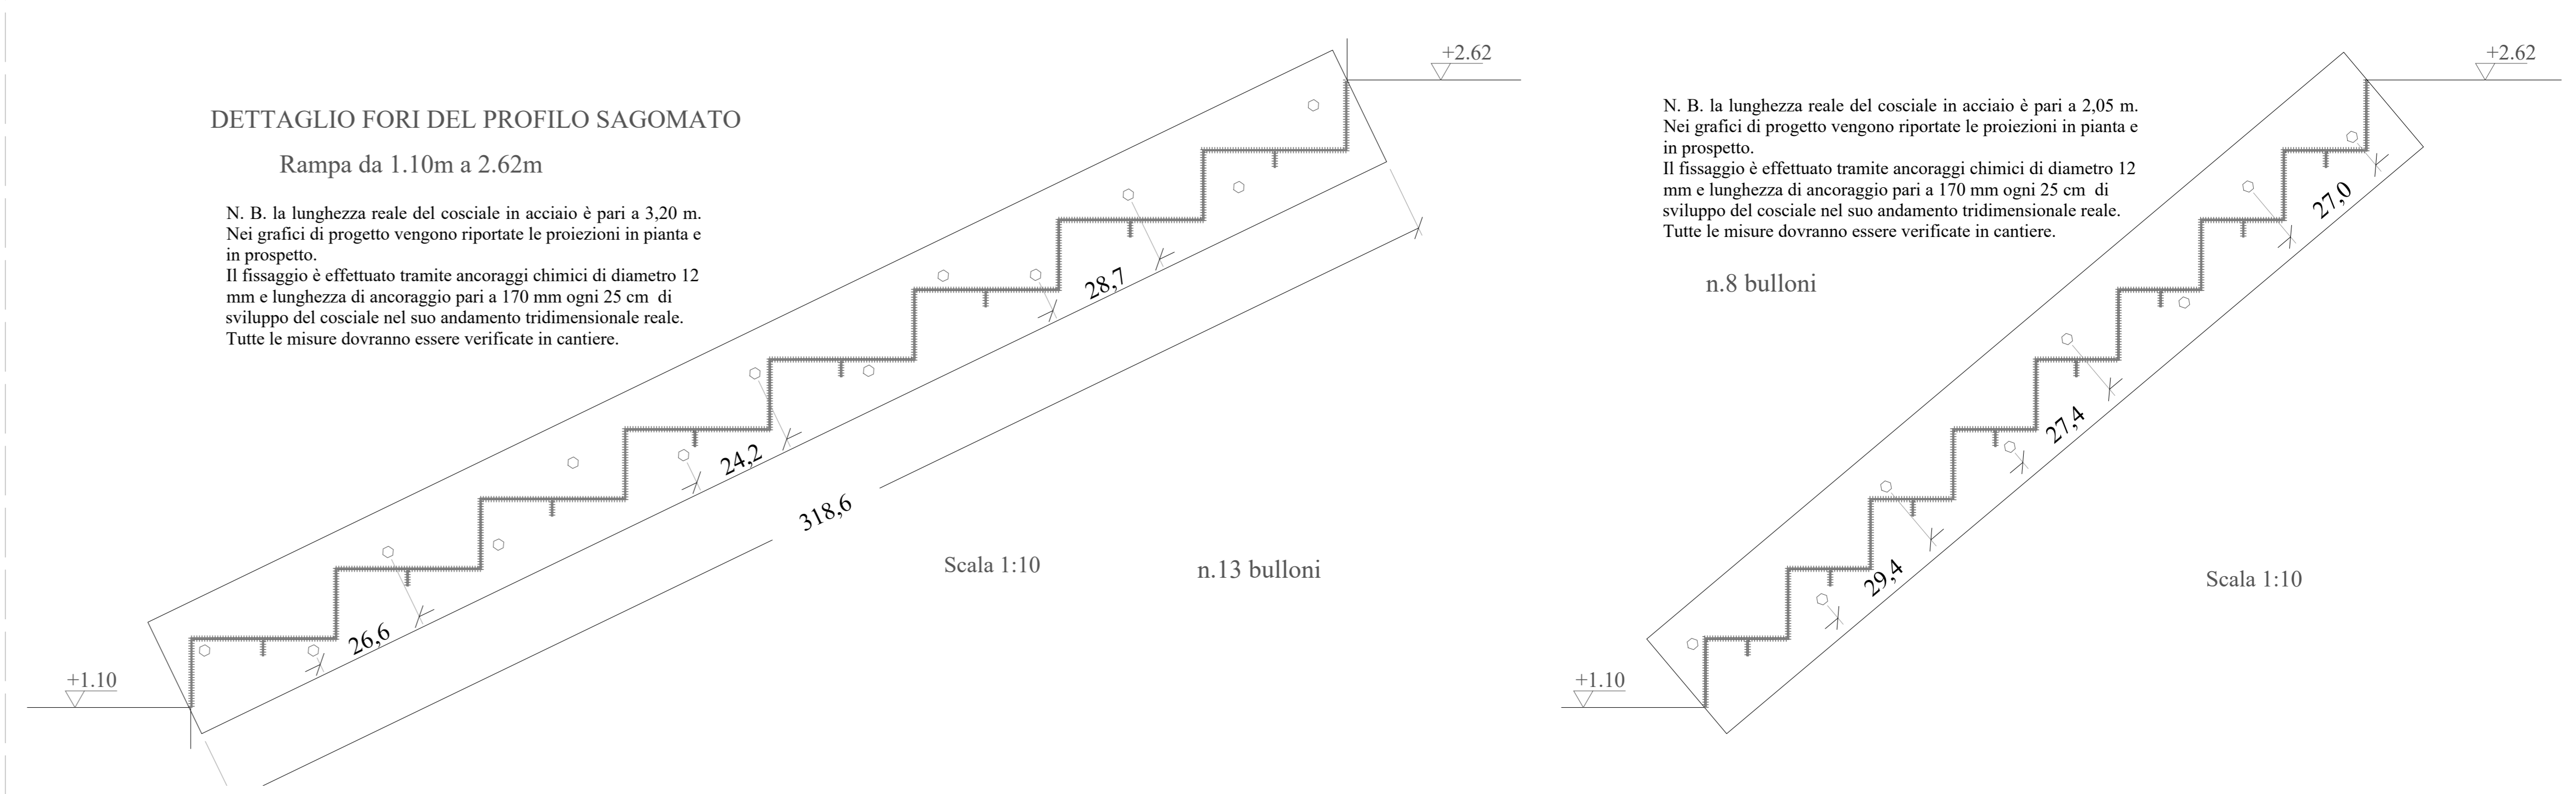 DETTAGLIO FORI DEL PROFILO SAGOMATO
Rampa da 1.10m a 2.62m
N. B. la lunghezza reale del cosciale in acciaio è pari a 3,20 m.
Nei grafici di progetto vengono riportate le proiezioni in pianta e
in prospetto.
Il fissaggio è effettuato tramite ancoraggi chimici di diametro 12
mm e lunghezza di ancoraggio pari a 170 mm ogni 25 cm di
sviluppo del cosciale nel suo andamento tridimensionale reale.
Tutte le misure dovranno essere verificate in cantiere.
+2.62
28,7
24,2
318,6
26,6
+1.10
Scala 1:10
n.13 bulloni
N. B. la lunghezza reale del cosciale in acciaio è pari a 2,05 m.
Nei grafici di progetto vengono riportate le proiezioni in pianta e
in prospetto.
Il fissaggio è effettuato tramite ancoraggi chimici di diametro 12
mm e lunghezza di ancoraggio pari a 170 mm ogni 25 cm di
sviluppo del cosciale nel suo andamento tridimensionale reale.
Tutte le misure dovranno essere verificate in cantiere.
n.8 bulloni
+2.62
27,0
27,4
29,4
+1.10
Scala 1:10